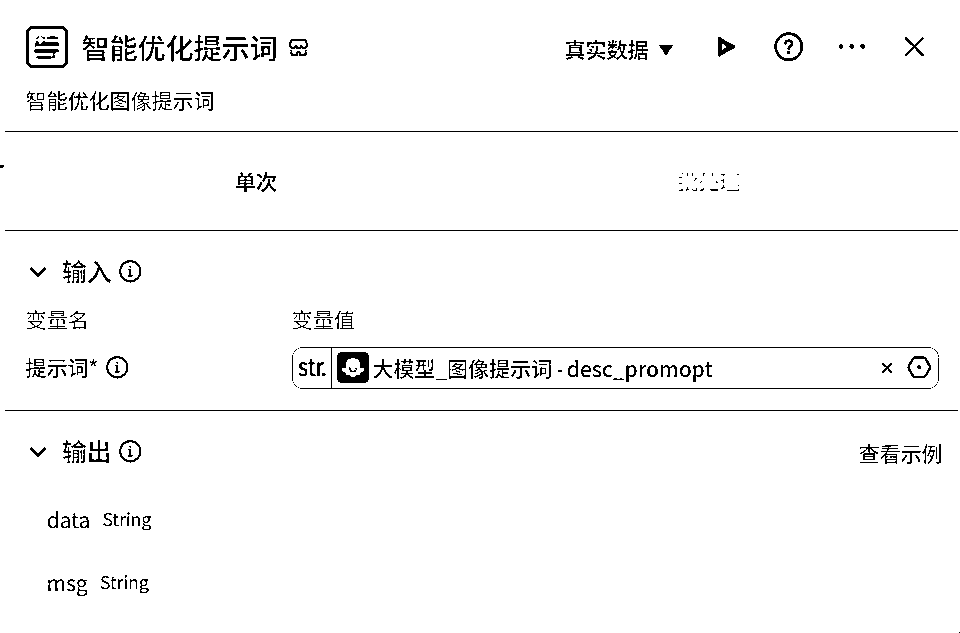 智能优化提示词
真实数据
智能优化图像提示词
单次
输入
变量名 变量值
提示词* str. 大模型_图像提示词 - desc_promopt
输出 查看示例
data String
msg String